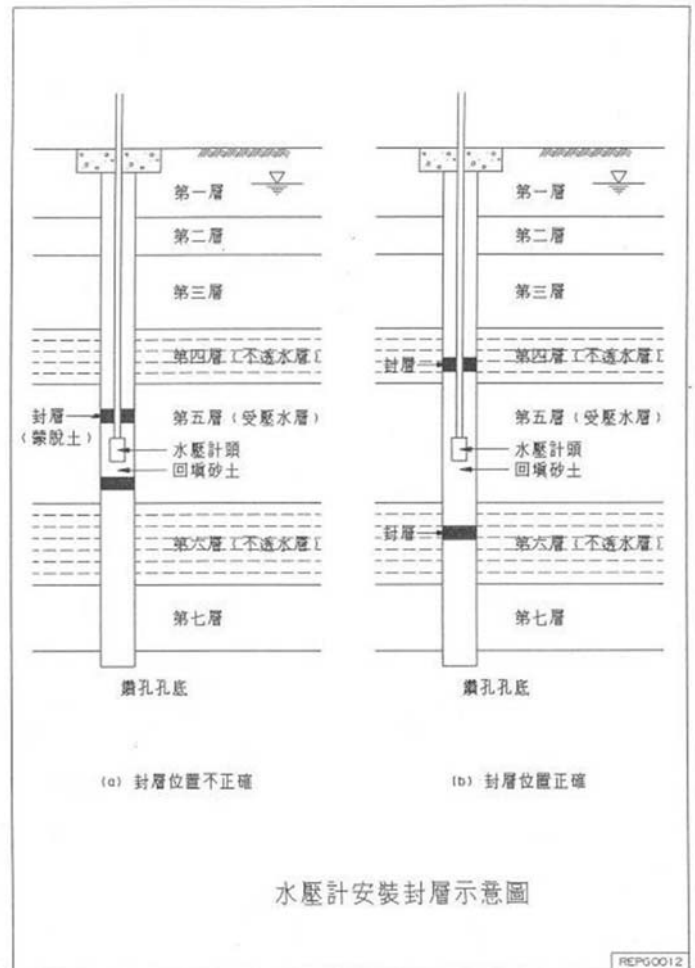 第一層
第二層
第三層
第四層(不透水層)
封層
(蒙脫土)
第五層(受壓水層)
水壓計頭
回填砂土
第六層(不透水層)
第七層
鑽孔孔底
(a) 封層位置不正確
第一層
第二層
第三層
封層
第四層(不透水層)
第五層(受壓水層)
水壓計頭
回填砂土
封層
第六層(不透水層)
第七層
鑽孔孔底
(b) 封層位置正確
水壓計安裝封層示意圖
REPG0012